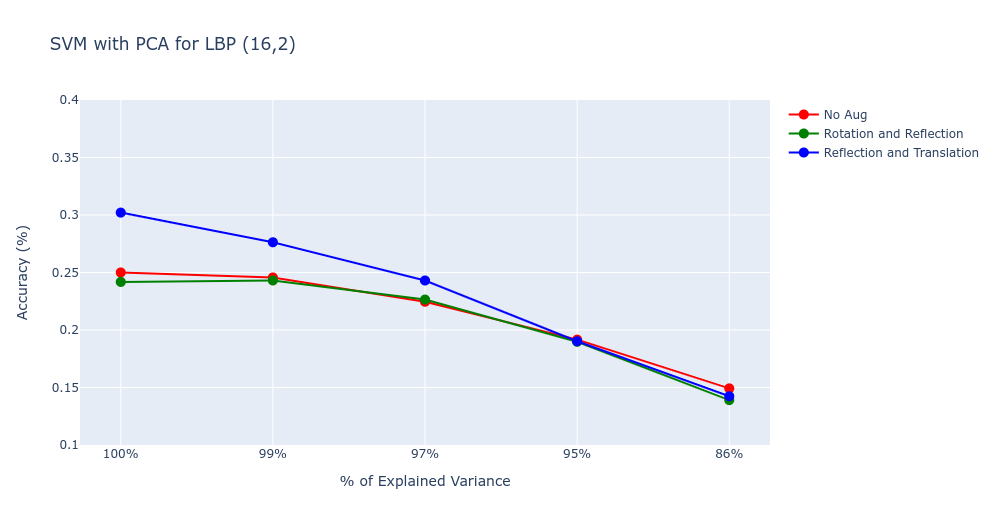 SVM with PCA for LBP (16,2)
No Aug
Rotation and Reflection
Reflection and Translation
Accuracy (%)
0.4
0.35
0.3
0.25
0.2
0.15
0.1
100% 99% 97% 95% 86%
% of Explained Variance